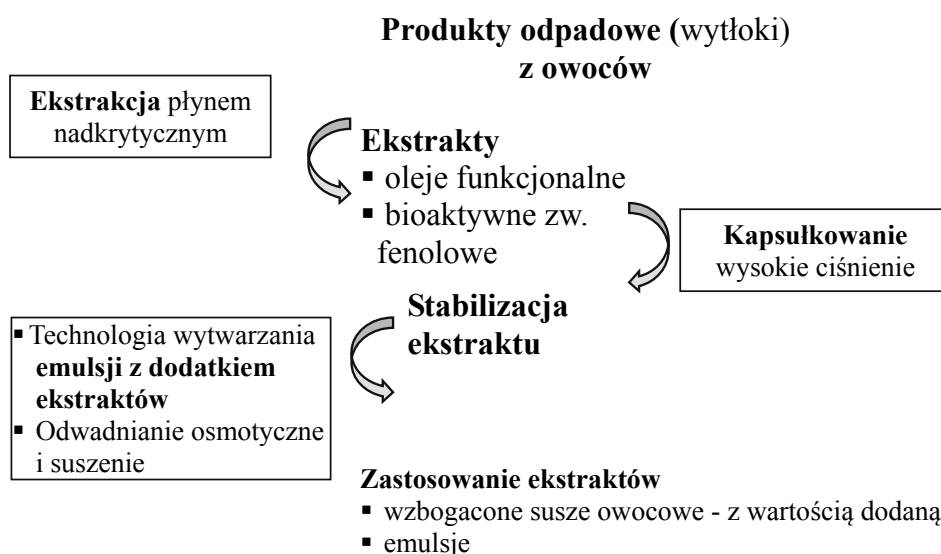 Produkty odpadowe (wytłoki)
z owoców
Ekstrakcja płynem
nadkrytycznym
Ekstrakty
▪ oleje funkcjonalne
▪ bioaktywne zw.
fenolowe
Kapsułkowanie
wysokie ciśnienie
Stabilizacja
ekstraktu
▪ Technologia wytwarzania
emulsji z dodatkiem
ekstraktów
▪ Odwadnianie osmotyczne
i suszenie
Zastosowanie ekstraktów
▪ wzbogacone susze owocowe - z wartością dodaną
▪ emulsje